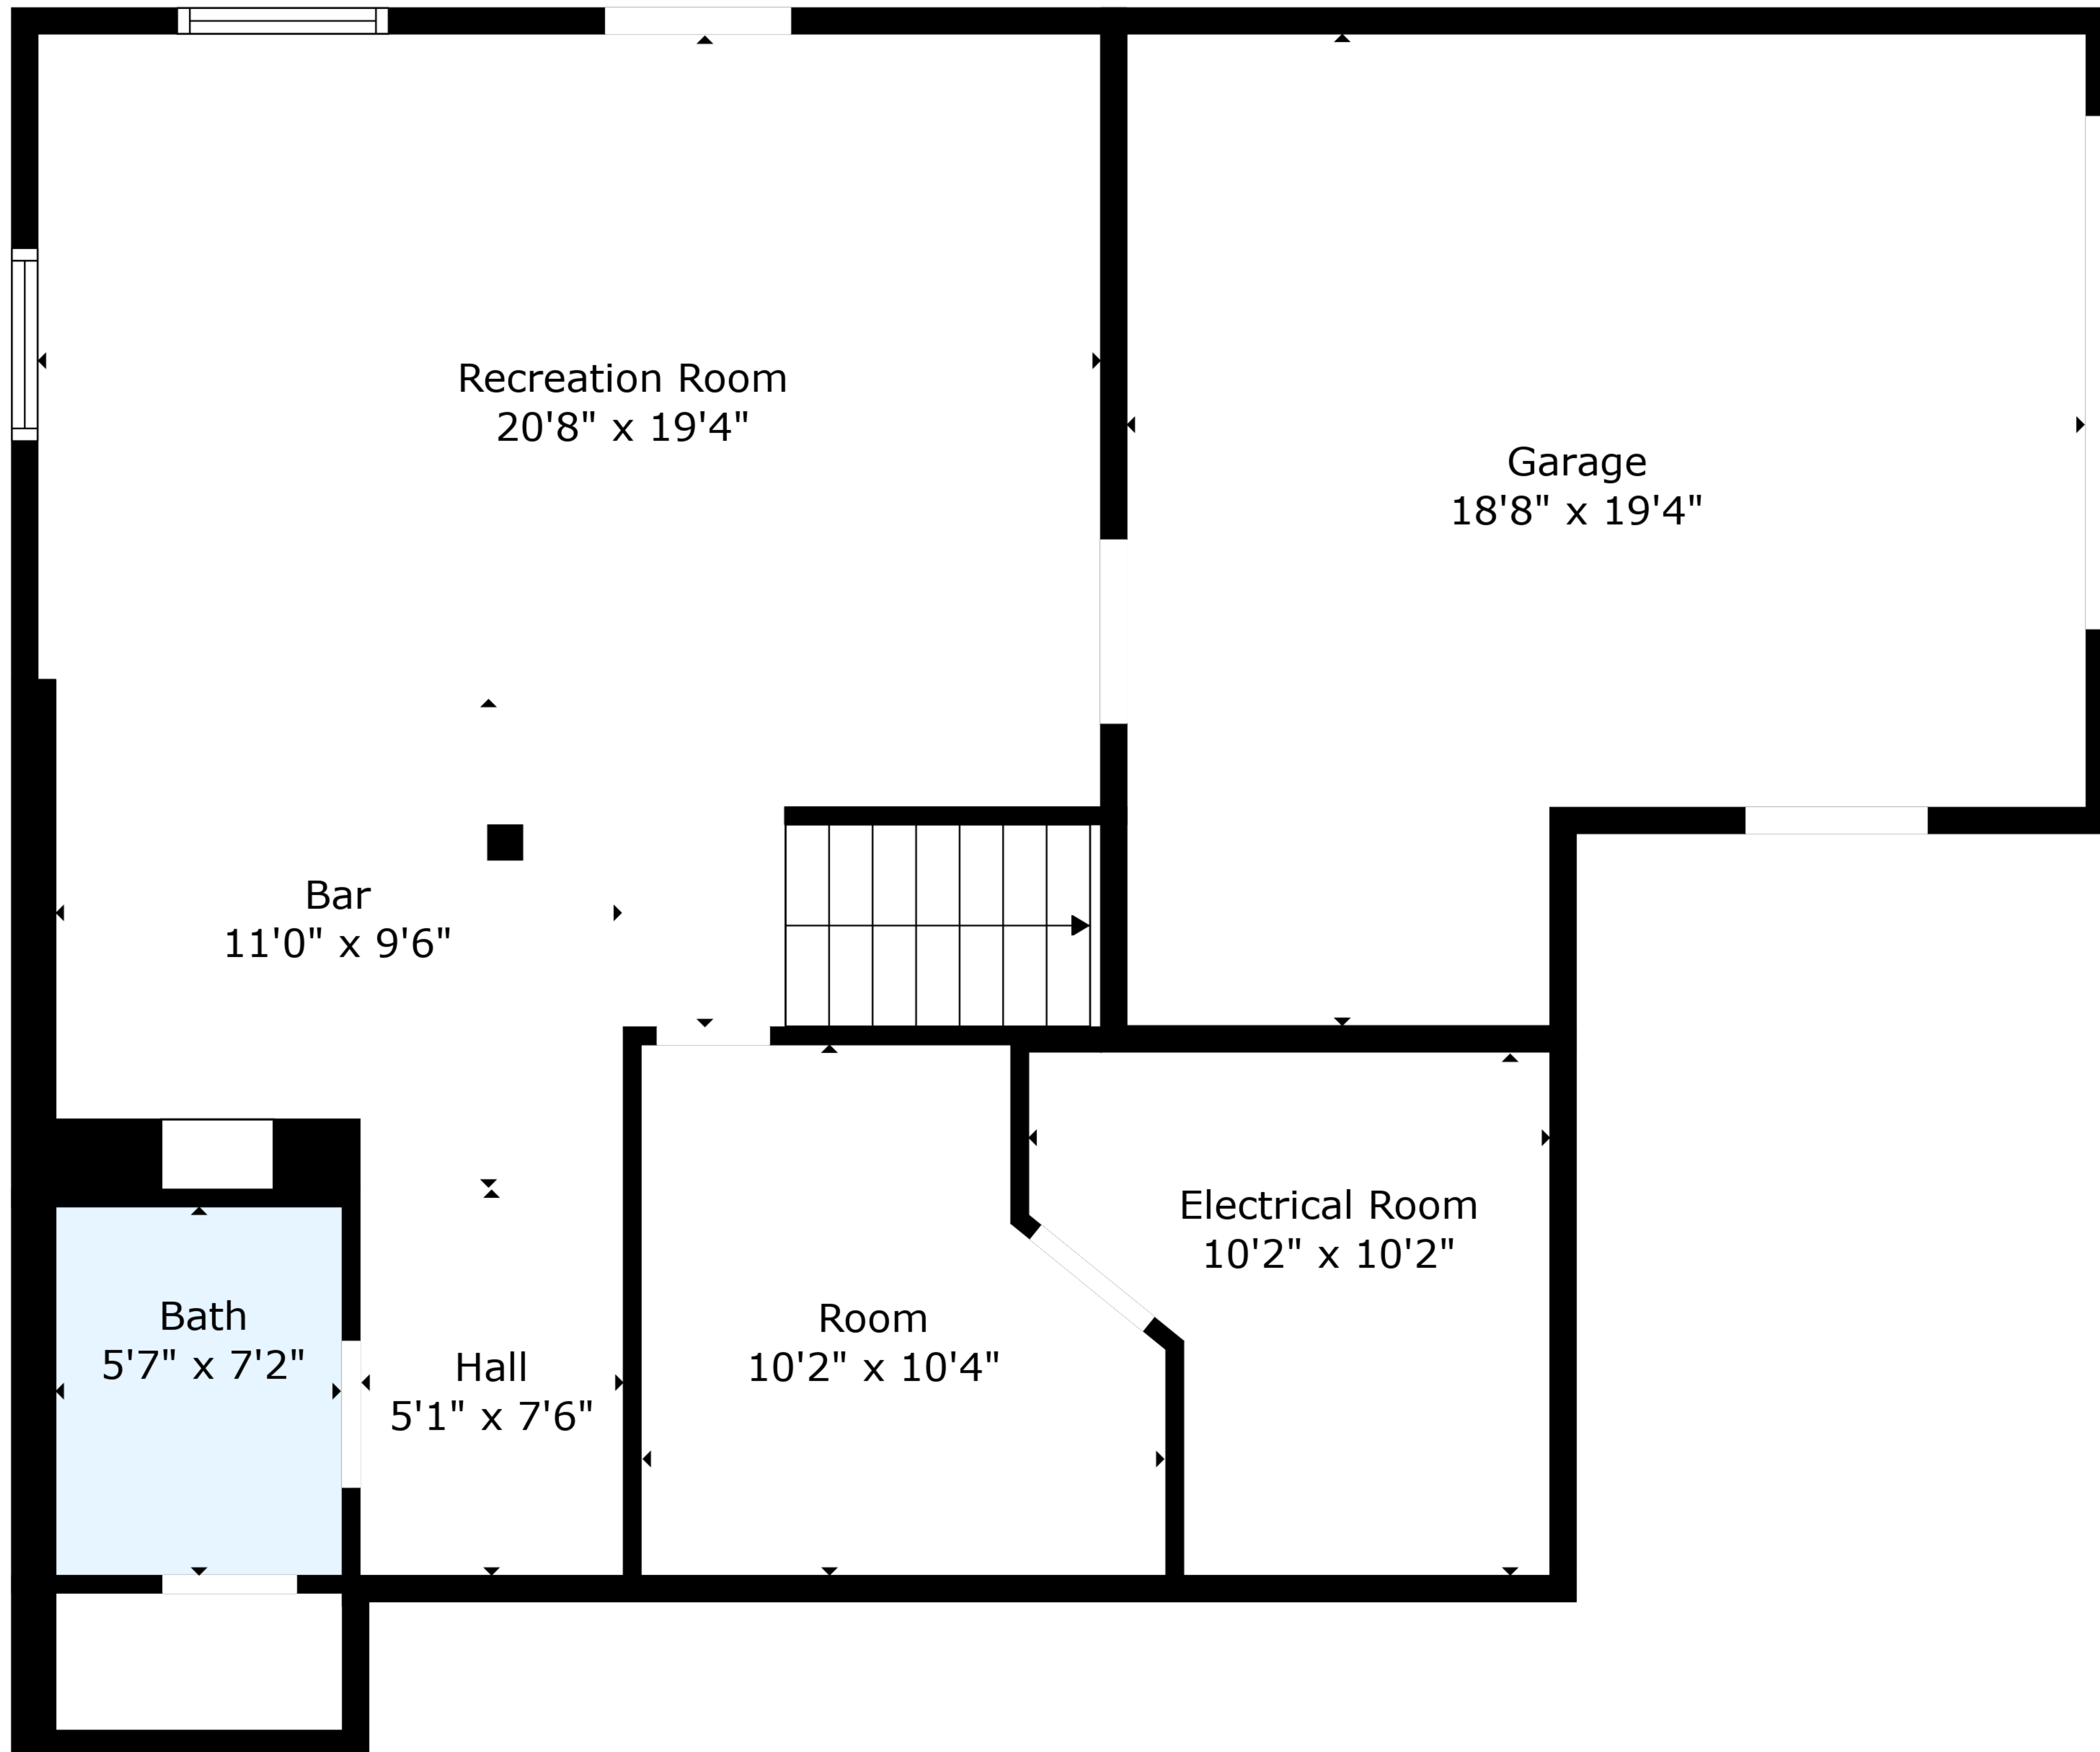 Recreation Room
20'8" x 19'4"
Garage
18'8" x 19'4"
Bar
11'0" x 9'6"
Electrical Room
10'2" x 10'2"
Bath
5'7" x 7'2"
Room
10'2" x 10'4"
Hall
5'1" x 7'6"